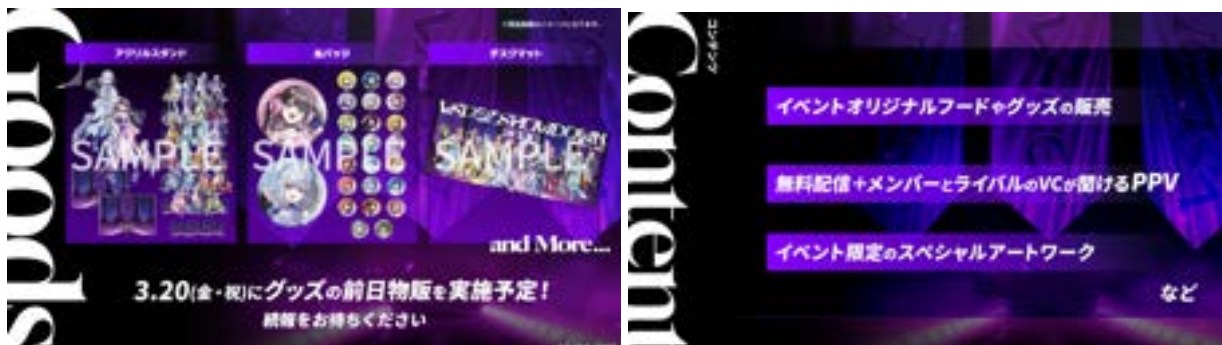 Goods
アクリルスタンド
缶バッジ
デスクマット
SAMPLE
SAMPLE
SAMPLE
and More...
3.20(金・祝)にグッズの前日物販を実施予定!
続報をお待ちください
Content
コンテンツ
イベントオリジナルフードやグッズの販売
無料配信+メンバーとライバルのVCが聞けるPPV
イベント限定のスペシャルアートワーク
など